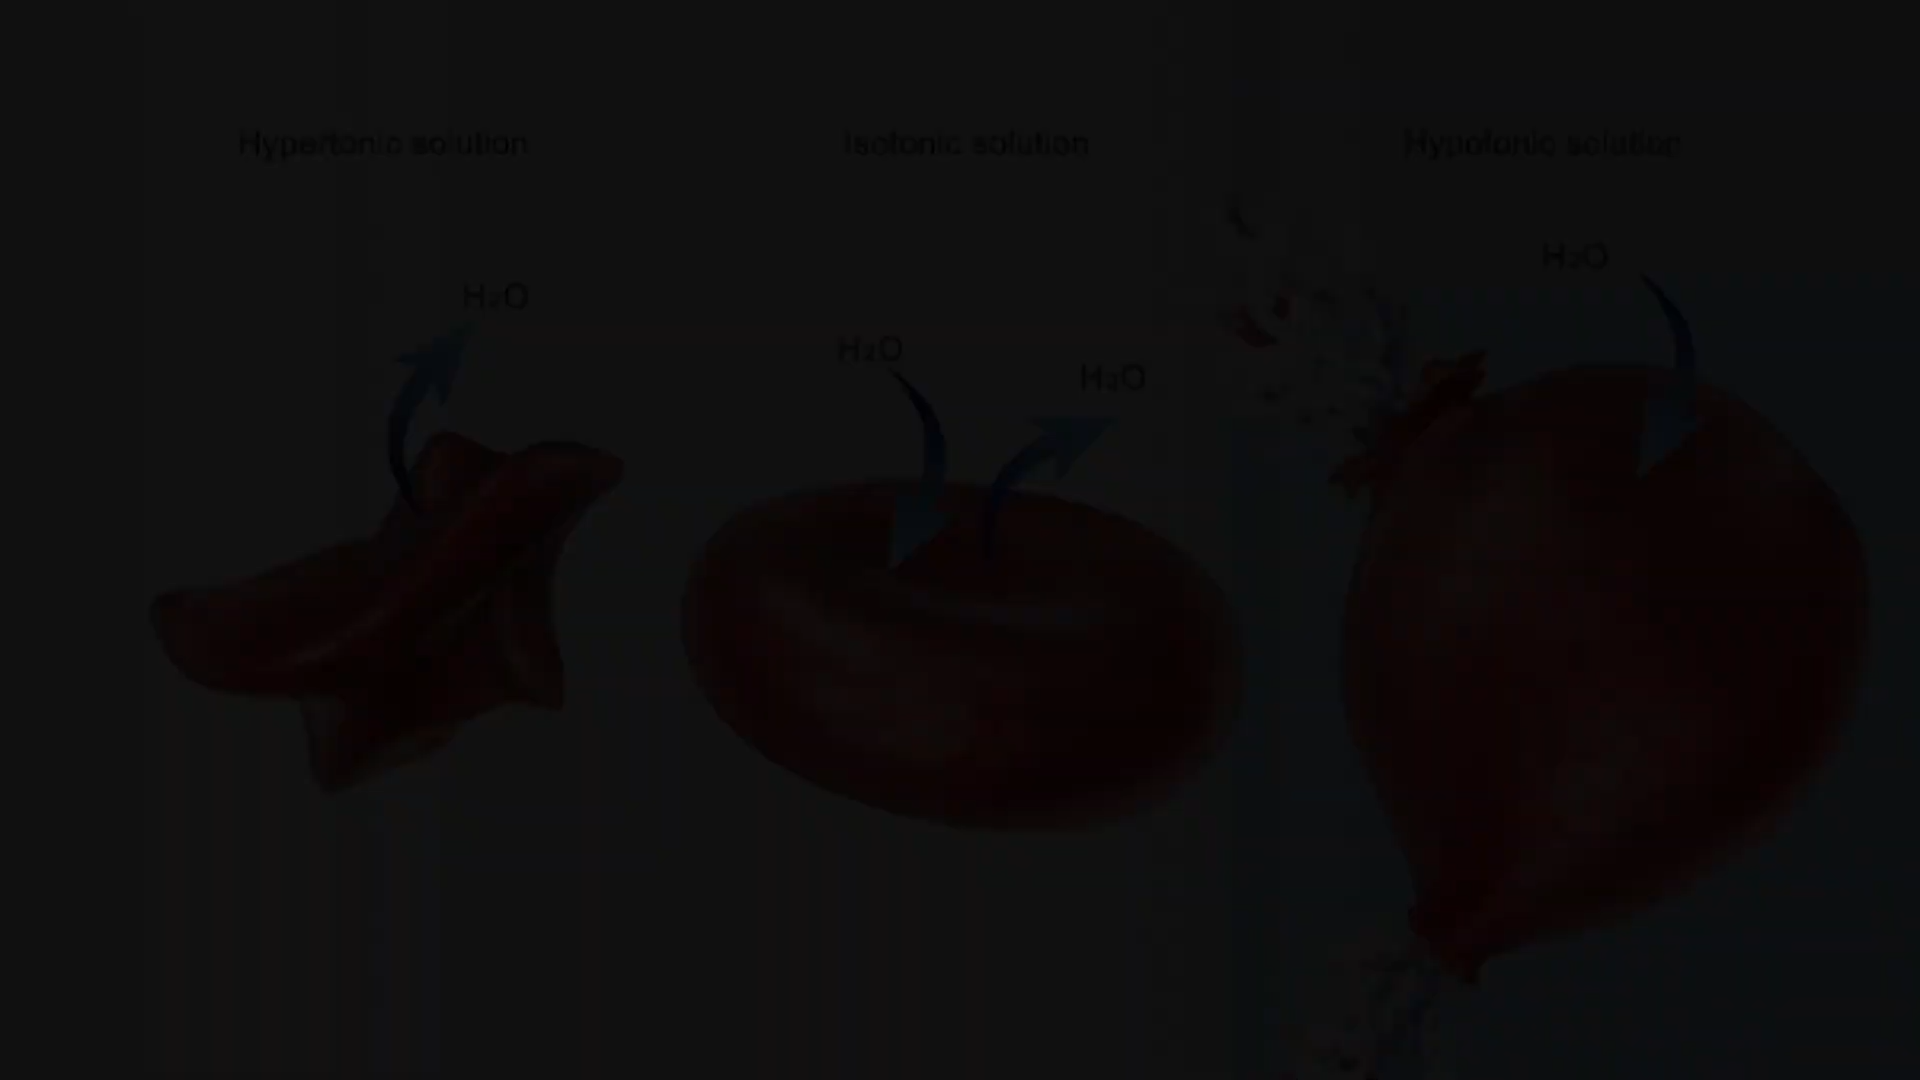 Hypertonic solution
Isotonic solution
Hypotonic solution
H₂O
H₂O
H₂O
H₂O